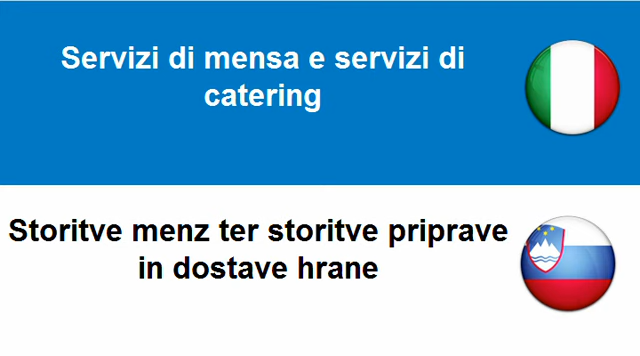 Servizi di mensa e servizi di
catering
Storitve menz ter storitve priprave
in dostave hrane